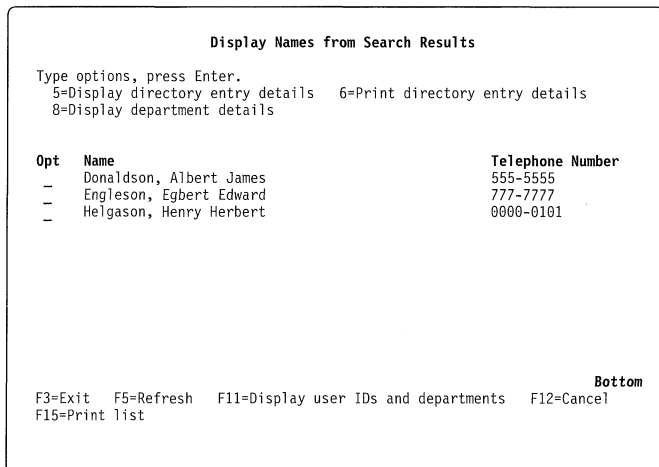 Display Names from Search Results
Type options, press Enter.
5=Display directory entry details 6=Print directory entry details
8=Display department details
Opt Name Telephone Number
_ Donaldson, Albert James 555-5555
_ Engleson, Egbert Edward 777-7777
_ Helgason, Henry Herbert 0000-0101
Bottom
F3=Exit F5=Refresh F11=Display user IDs and departments F12=Cancel
F15=Print list